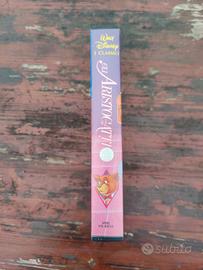 WALT
DISNEY
I CLASSICI
GLI ARISTOGATTI
subito